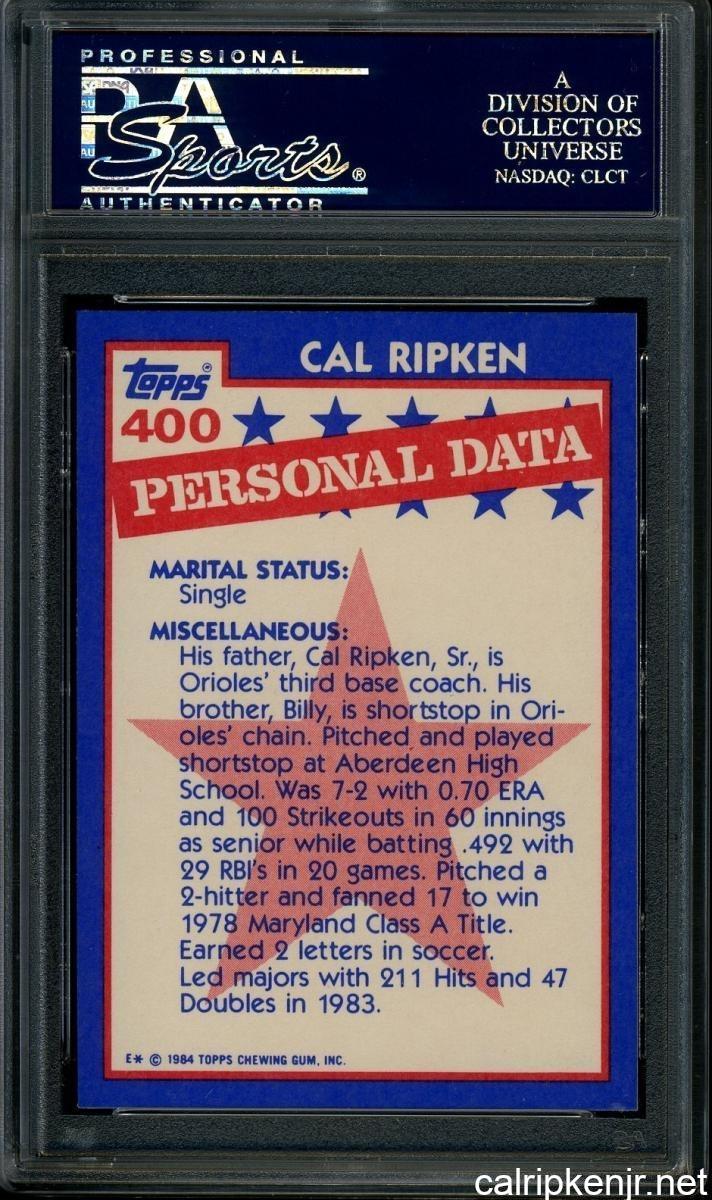 PROFESSIONAL
PSA
Sports®
AUTHENTICATOR
A
DIVISION OF
COLLECTORS
UNIVERSE
NASDAQ: CLCT
CAL RIPKEN
TOPPS®
400
PERSONAL DATA
MARITAL STATUS:
Single
MISCELLANEOUS:
His father, Cal Ripken, Sr., is
Orioles' third base coach. His
brother, Billy, is shortstop in Ori-
oles' chain. Pitched and played
shortstop at Aberdeen High
School. Was 7-2 with 0.70 ERA
and 100 Strikeouts in 60 innings
as senior while batting .492 with
29 RBI's in 20 games. Pitched a
2-hitter and fanned 17 to win
1978 Maryland Class A Title.
Earned 2 letters in soccer.
Led majors with 211 Hits and 47
Doubles in 1983.
E* © 1984 TOPPS CHEWING GUM, INC.
calripkenjr.net